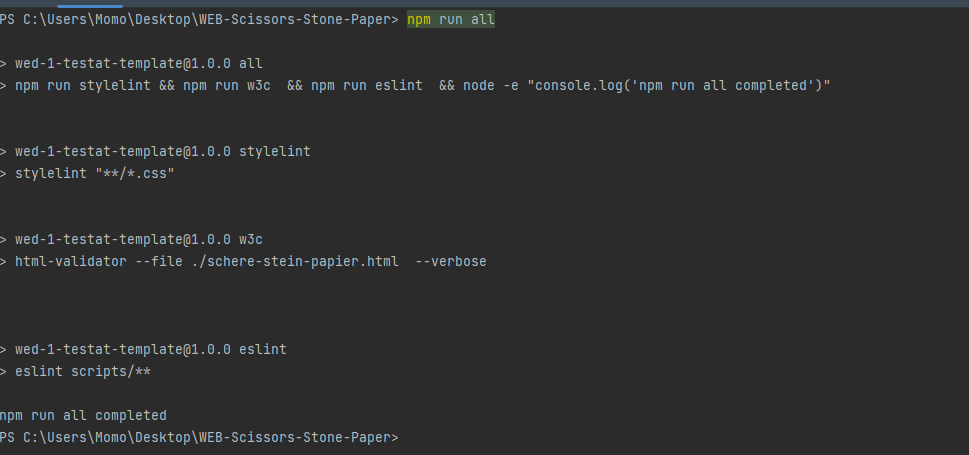 PS C:\Users\Momo\Desktop\WEB-Scissors-Stone-Paper> npm run all
> wed-1-testat-template@1.0.0 all
> npm run stylelint && npm run w3c  && npm run eslint  && node -e "console.log('npm run all completed')"
> wed-1-testat-template@1.0.0 stylelint
> stylelint "**/*.css"
> wed-1-testat-template@1.0.0 w3c
> html-validator --file ./schere-stein-papier.html  --verbose
> wed-1-testat-template@1.0.0 eslint
> eslint scripts/**
npm run all completed
PS C:\Users\Momo\Desktop\WEB-Scissors-Stone-Paper>